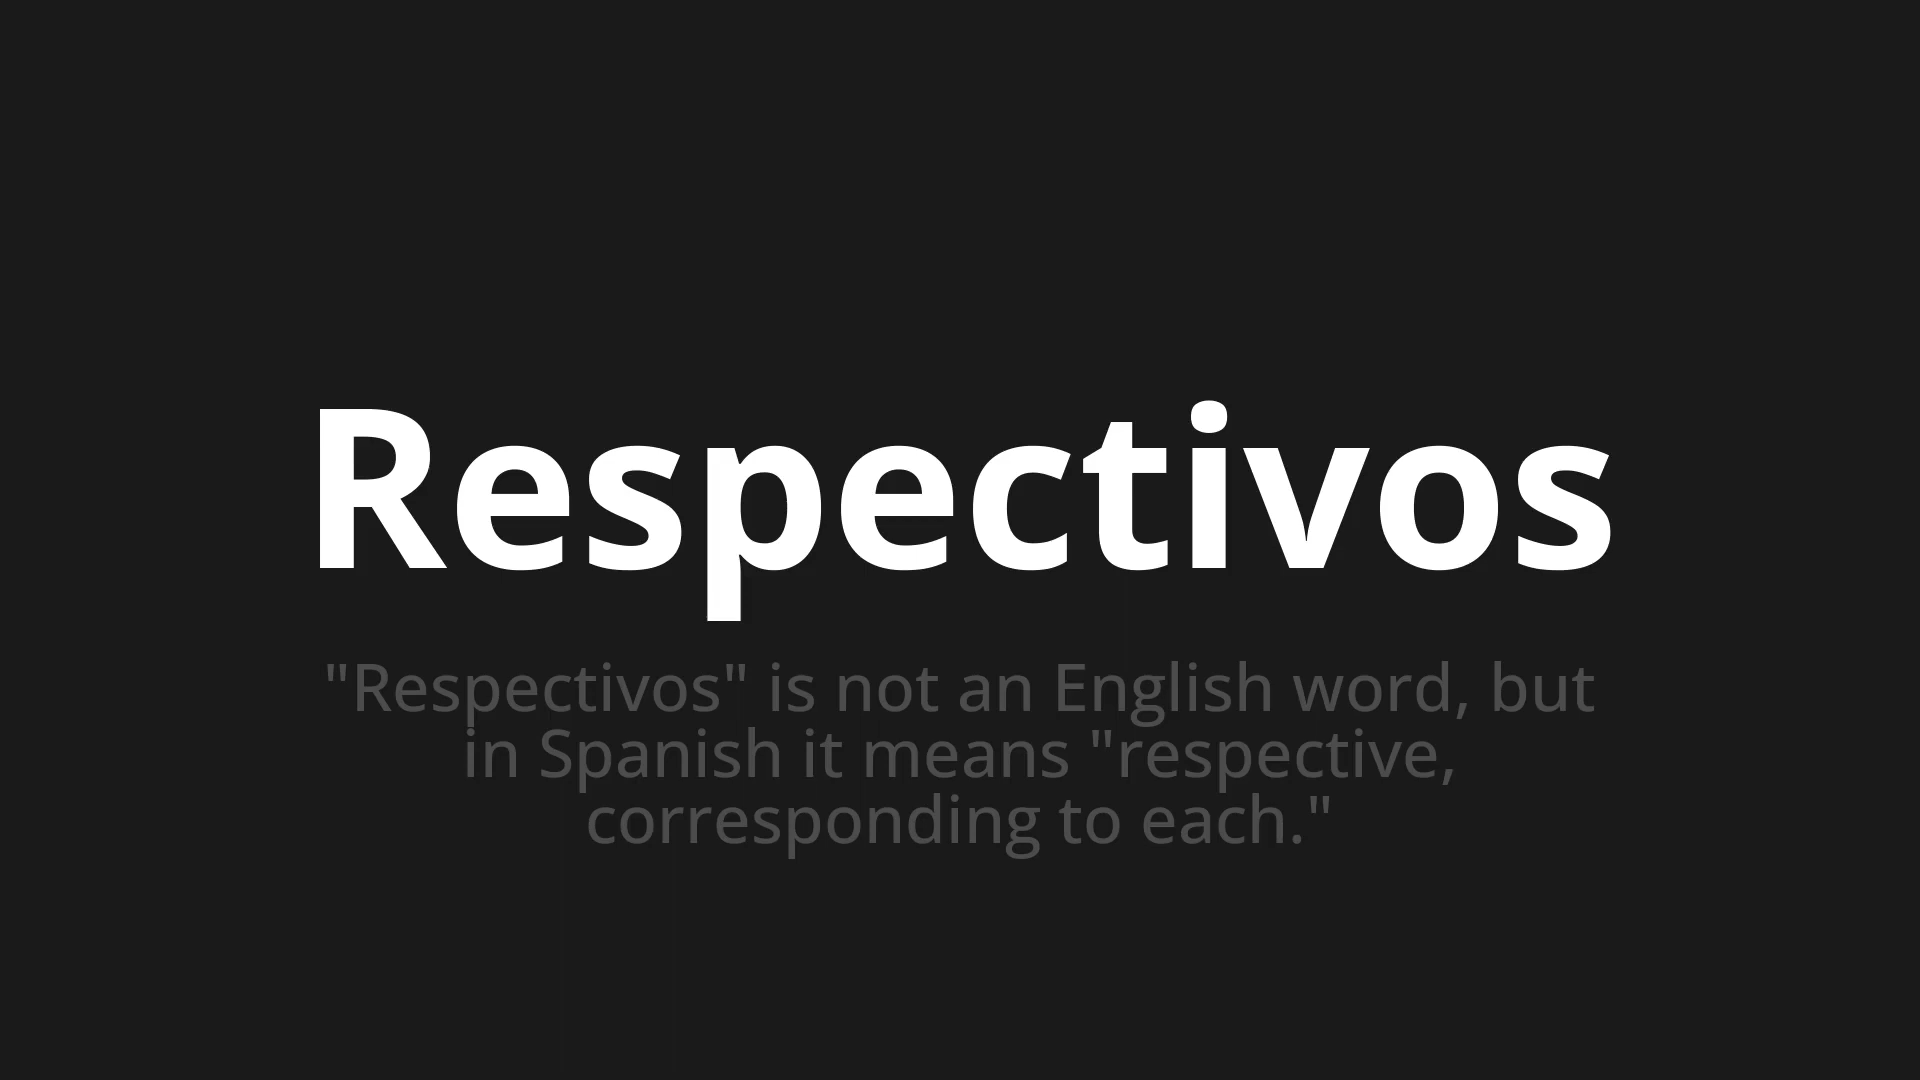 Respectivos
"Respectivos" is not an English word, but
in Spanish it means "respective,
corresponding to each."